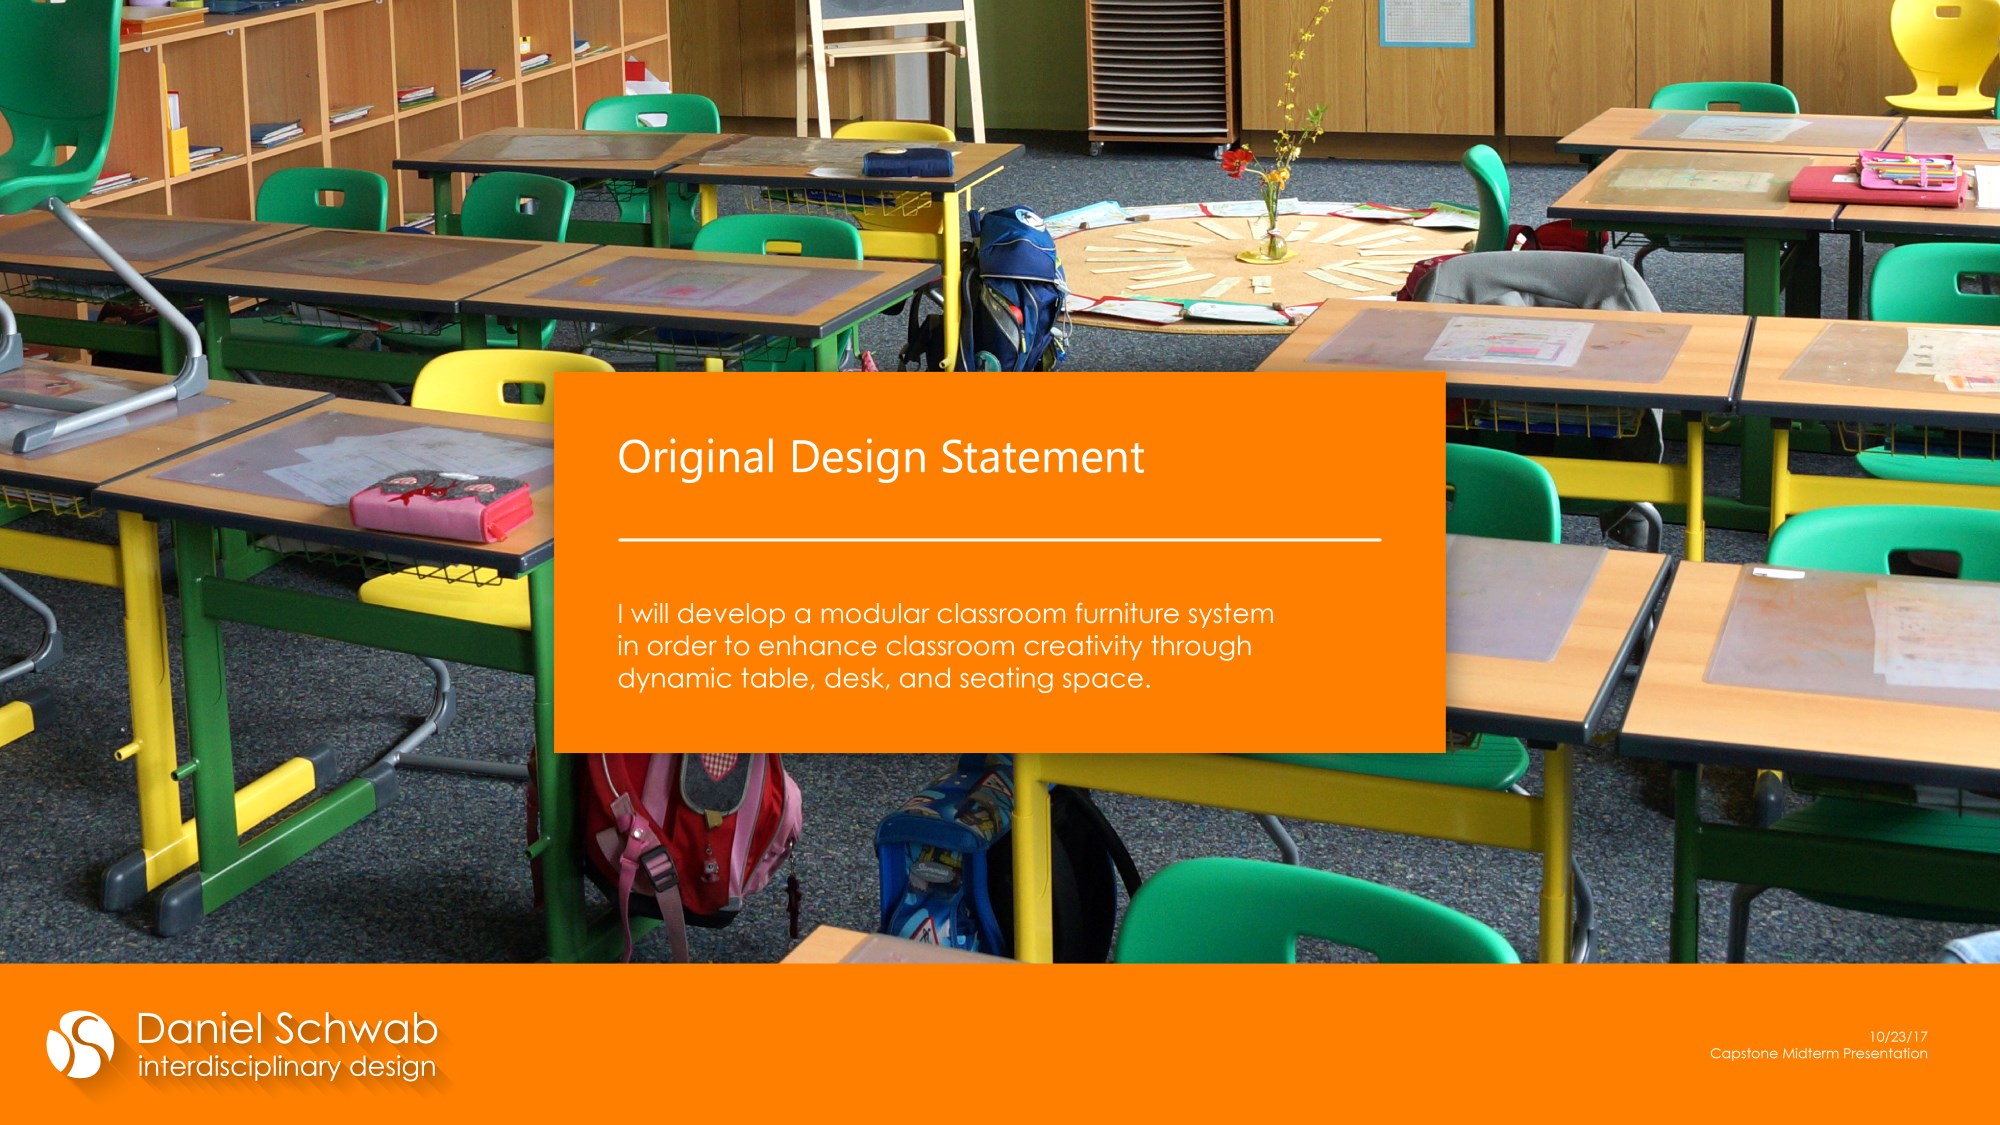 Original Design Statement
I will develop a modular classroom furniture system
in order to enhance classroom creativity through
dynamic table, desk, and seating space.
Daniel Schwab
interdisciplinary design
10/23/17
Capstone Midterm Presentation